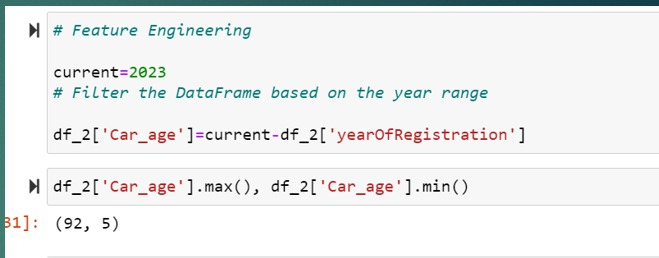 # Feature Engineering
current=2023
# Filter the DataFrame based on the year range
df_2['Car_age']=current-df_2['yearOfRegistration']
df_2['Car_age'].max(), df_2['Car_age'].min()
31]: (92, 5)